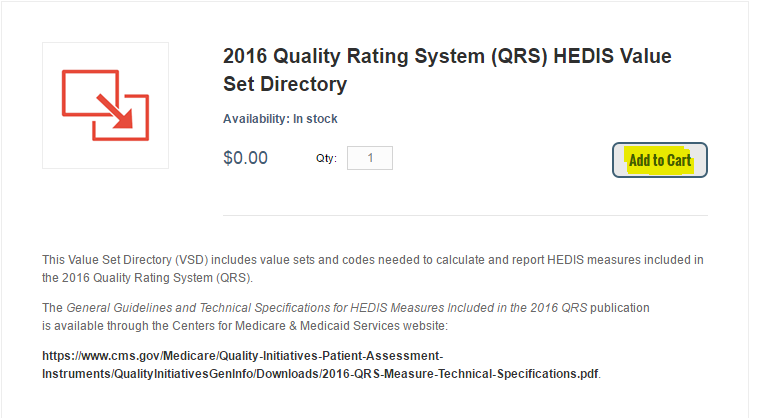 2016 Quality Rating System (QRS) HEDIS Value
Set Directory
Availability: In stock
$0.00 Qty: 1 Add to Cart
This Value Set Directory (VSD) includes value sets and codes needed to calculate and report HEDIS measures included in
the 2016 Quality Rating System (QRS).
The General Guidelines and Technical Specifications for HEDIS Measures Included in the 2016 QRS publication
is available through the Centers for Medicare & Medicaid Services website:
https://www.cms.gov/Medicare/Quality-Initiatives-Patient-Assessment-
Instruments/QualityInitiativesGenInfo/Downloads/2016-QRS-Measure-Technical-Specifications.pdf.